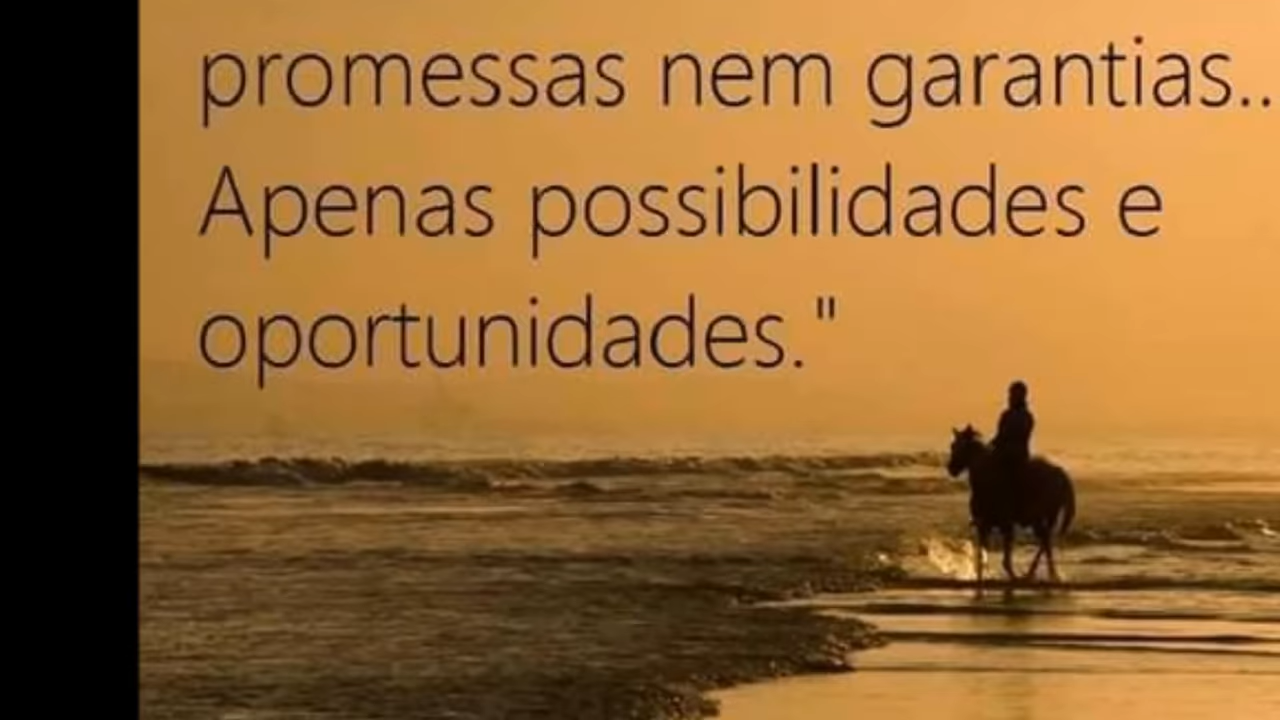 promessas nem garantias..
Apenas possibilidades e
oportunidades."